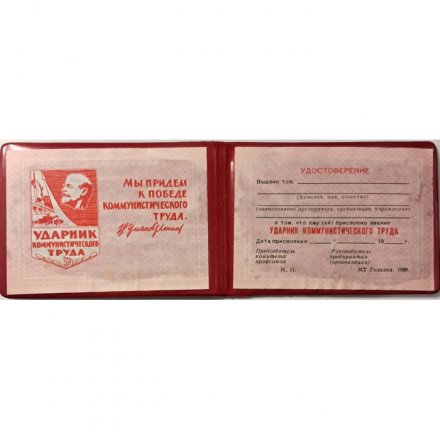 УДАРНИК
КОММУНИСТИЧЕСКОГО
ТРУДА
Мы придем
к победе
коммунистического
труда.
В. Ульянов (Ленин)
УДОСТОВЕРЕНИЕ
Выдано тов.
(фамилия, имя, отчество)
(наименование предприятия, организации, учреждения)
в том, что ему (ей) присвоено звание
УДАРНИК КОММУНИСТИЧЕСКОГО ТРУДА
Дата присвоения „ “ 19 г.
Председатель комитета профсоюза
Руководитель предприятия (организации)
М. П.
МТ Гознака. 1980.